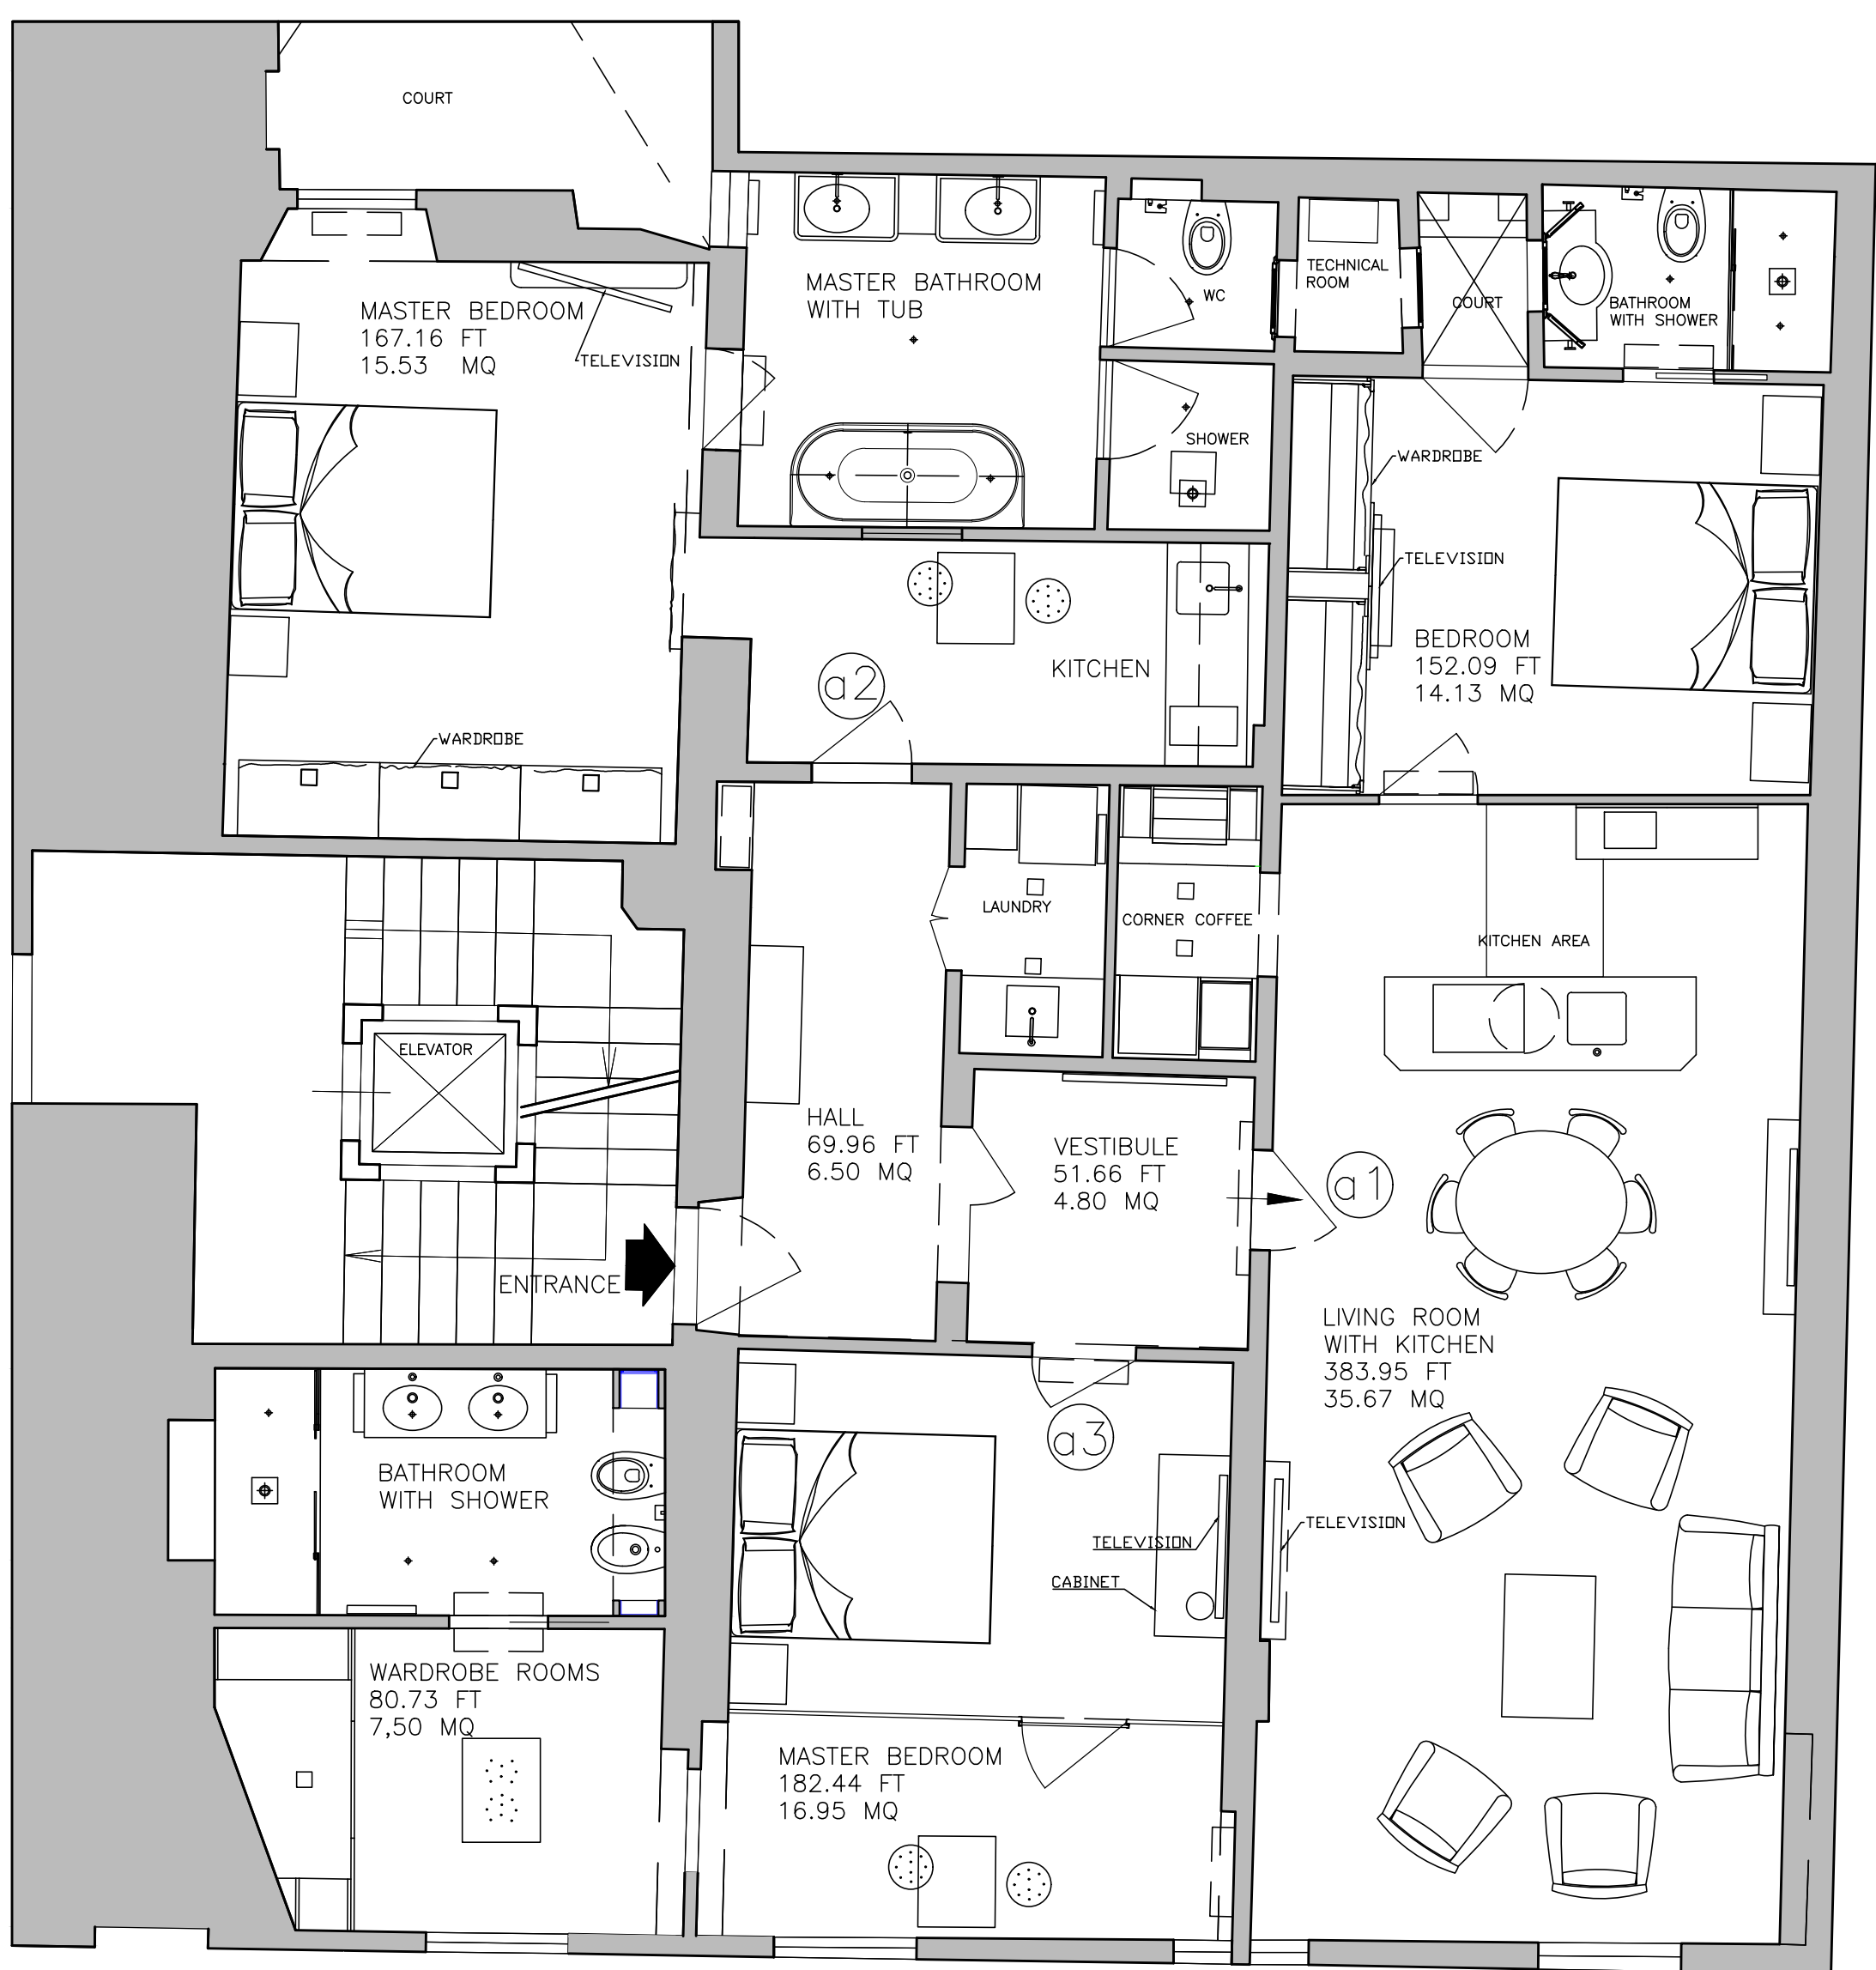 COURT
MASTER BEDROOM
167.16 FT
15.53 MQ
TELEVISION
MASTER BATHROOM
WITH TUB
WC
TECHNICAL
ROOM
COURT
BATHROOM
WITH SHOWER
SHOWER
WARDROBE
TELEVISION
BEDROOM
152.09 FT
14.13 MQ
KITCHEN
a2
WARDROBE
LAUNDRY
CORNER COFFEE
KITCHEN AREA
ELEVATOR
HALL
69.96 FT
6.50 MQ
VESTIBULE
51.66 FT
4.80 MQ
a1
ENTRANCE
LIVING ROOM
WITH KITCHEN
383.95 FT
35.67 MQ
a3
BATHROOM
WITH SHOWER
TELEVISION
TELEVISION
CABINET
WARDROBE ROOMS
80.73 FT
7,50 MQ
MASTER BEDROOM
182.44 FT
16.95 MQ